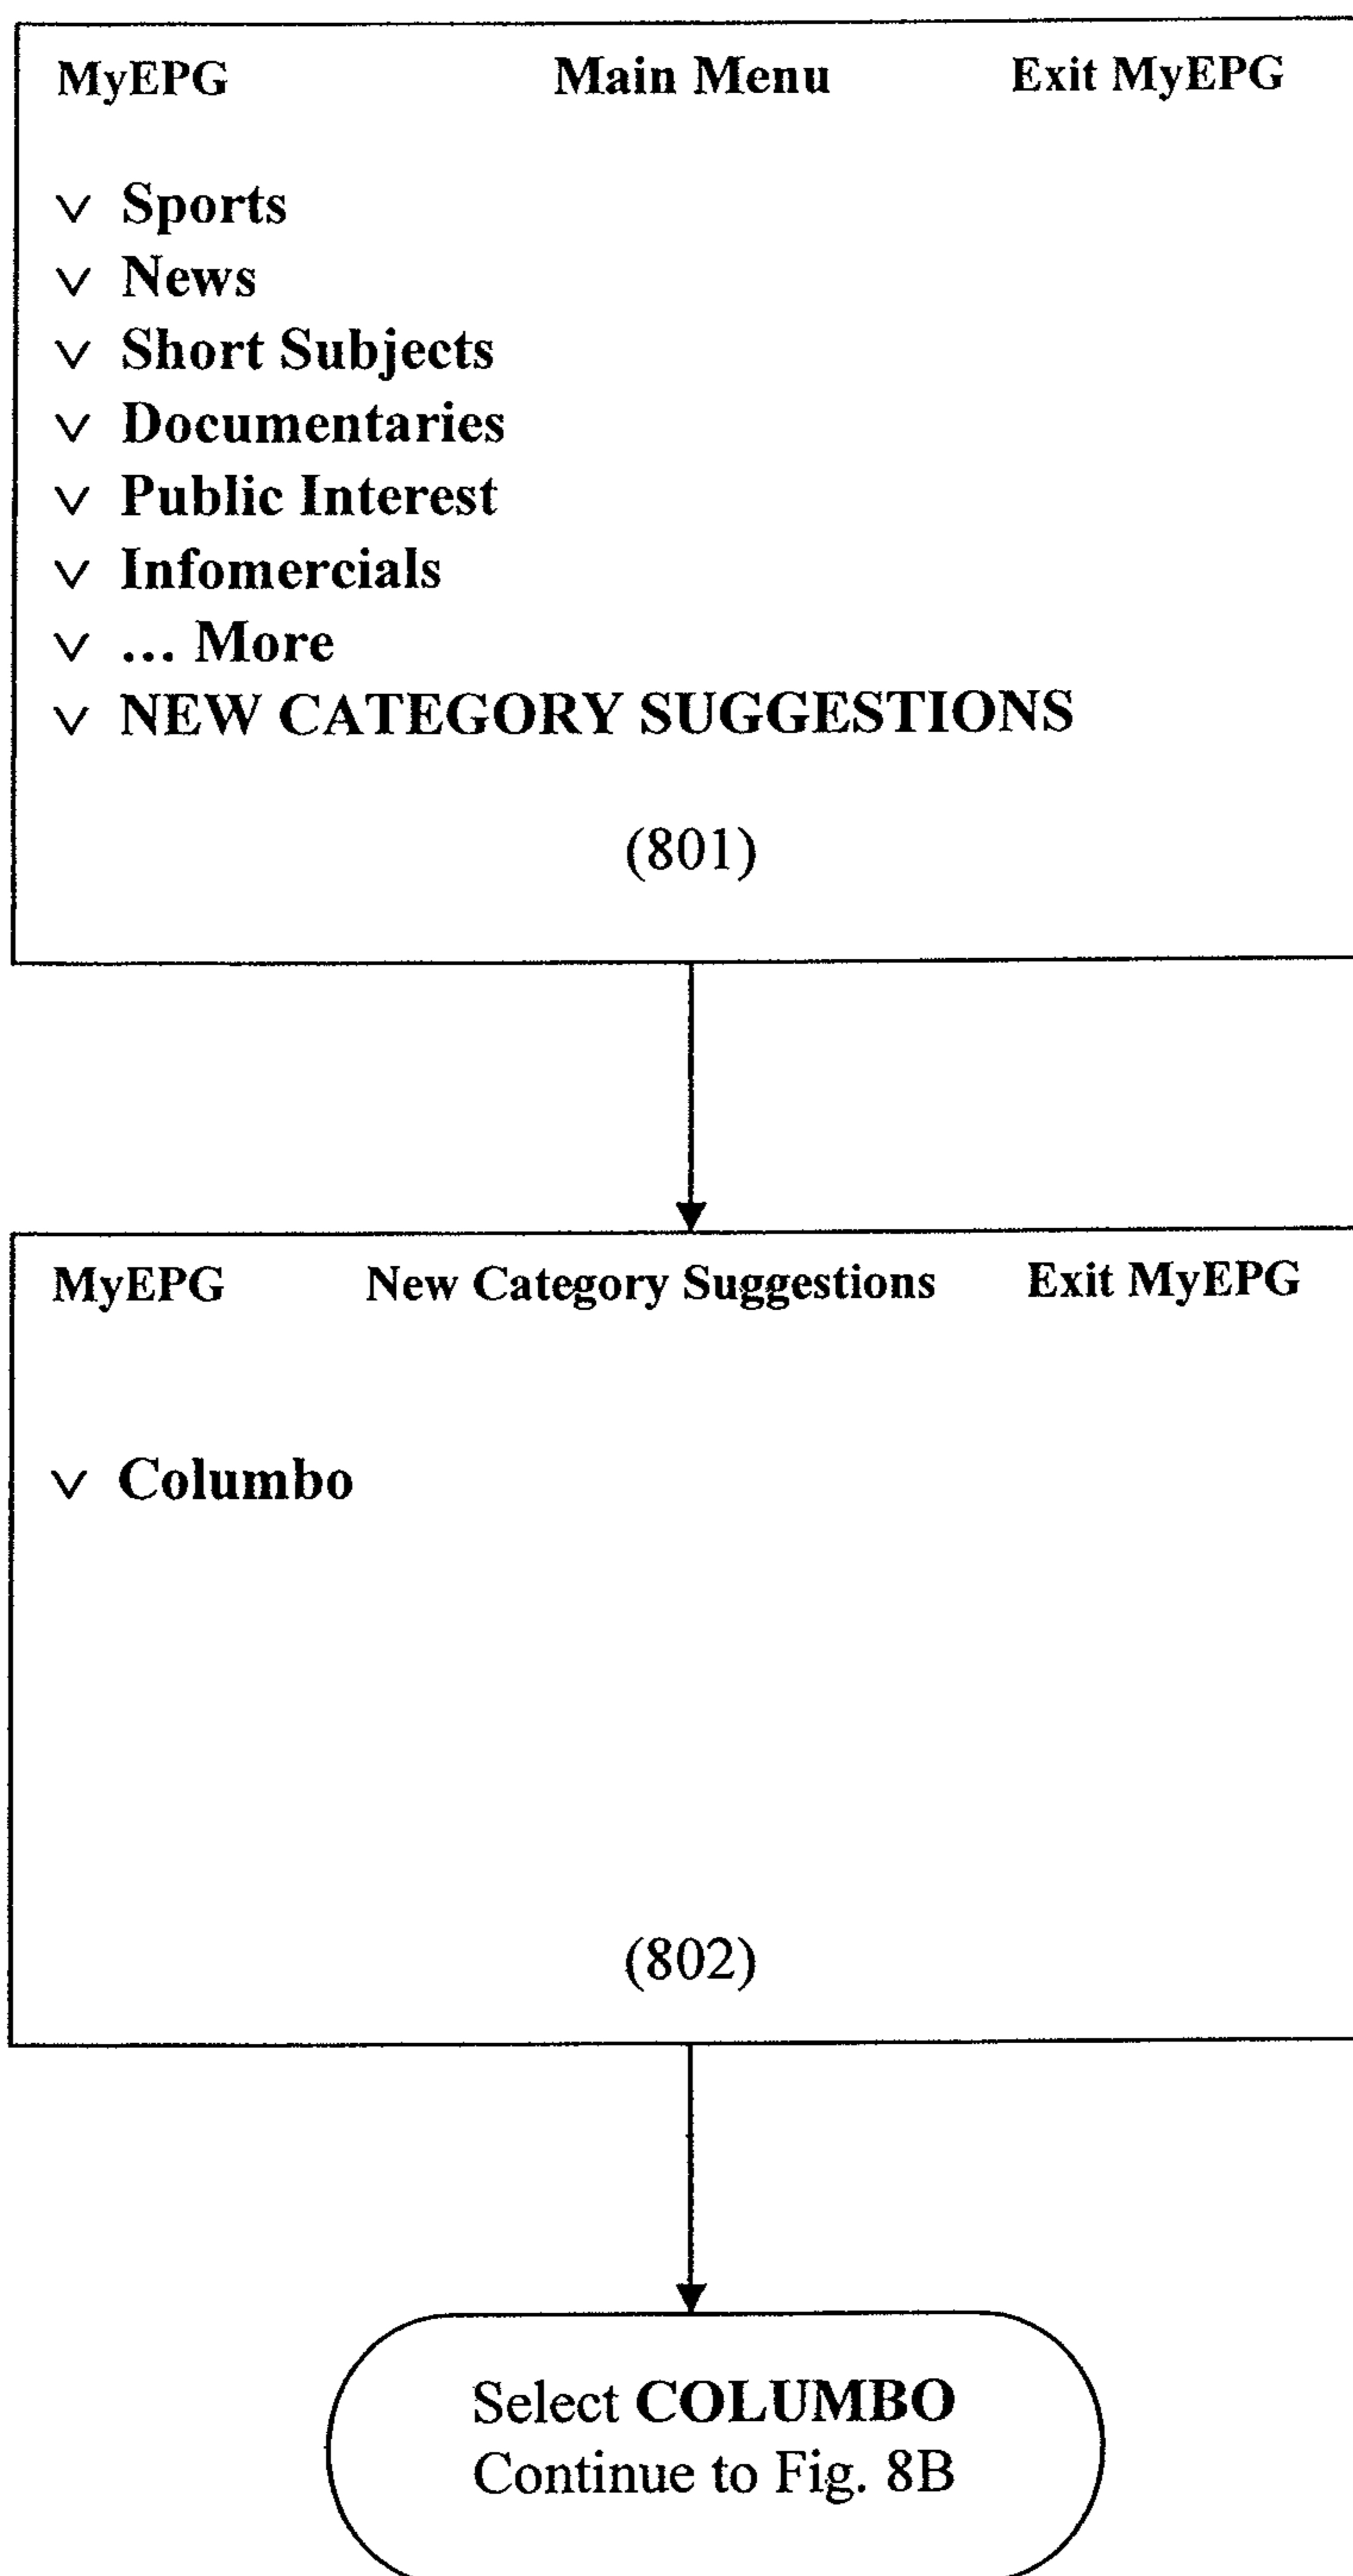 MyEPG Main Menu Exit MyEPG
v Sports
v News
v Short Subjects
v Documentaries
v Public Interest
v Infomercials
v ... More
v NEW CATEGORY SUGGESTIONS
(801)
MyEPG New Category Suggestions Exit MyEPG
v Columbo
(802)
Select COLUMBO
Continue to Fig. 8B